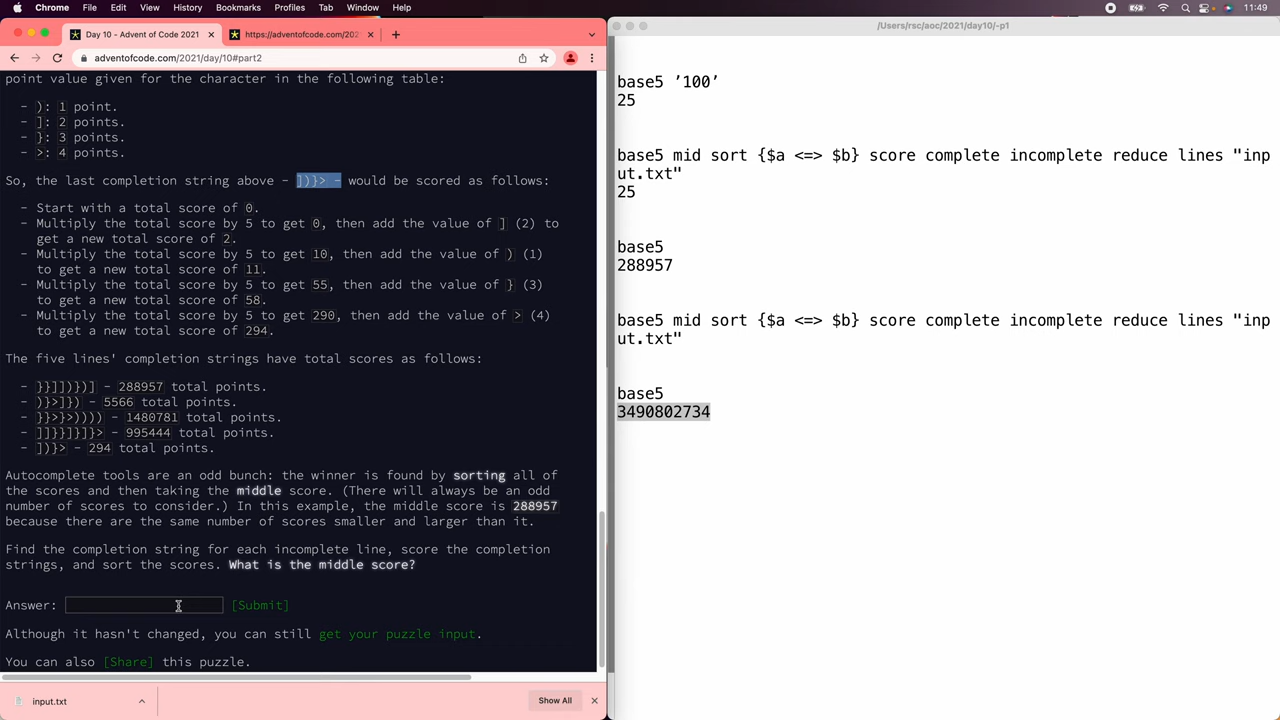 Chrome File Edit View History Bookmarks Profiles Tab Window Help 11:49
Day 10 - Advent of Code 2021 × https://adventofcode.com/202 × +
/Users/rsc/aoc/2021/day10/-p1
adventofcode.com/2021/day/10#part2
point value given for the character in the following table:
- ): 1 point.
- ]: 2 points.
- }: 3 points.
- >: 4 points.
So, the last completion string above - ])}> - would be scored as follows:
- Start with a total score of 0.
- Multiply the total score by 5 to get 0, then add the value of ] (2) to
get a new total score of 2.
- Multiply the total score by 5 to get 10, then add the value of ) (1)
to get a new total score of 11.
- Multiply the total score by 5 to get 55, then add the value of } (3)
to get a new total score of 58.
- Multiply the total score by 5 to get 290, then add the value of > (4)
to get a new total score of 294.
The five lines' completion strings have total scores as follows:
- }}]])})] - 288957 total points.
- )}>]}) - 5566 total points.
- }}>}>)))) - 1480781 total points.
- ]]}}]}]}> - 995444 total points.
- ])}> - 294 total points.
Autocomplete tools are an odd bunch: the winner is found by sorting all of
the scores and then taking the middle score. (There will always be an odd
number of scores to consider.) In this example, the middle score is 288957
because there are the same number of scores smaller and larger than it.
Find the completion string for each incomplete line, score the completion
strings, and sort the scores. What is the middle score?
Answer: [Submit]
Although it hasn't changed, you can still get your puzzle input.
You can also [Share] this puzzle.
input.txt
Show All ×
base5 ’100’
25
base5 mid sort {$a <=> $b} score complete incomplete reduce lines "inp
ut.txt"
25
base5
288957
base5 mid sort {$a <=> $b} score complete incomplete reduce lines "inp
ut.txt"
base5
3490802734